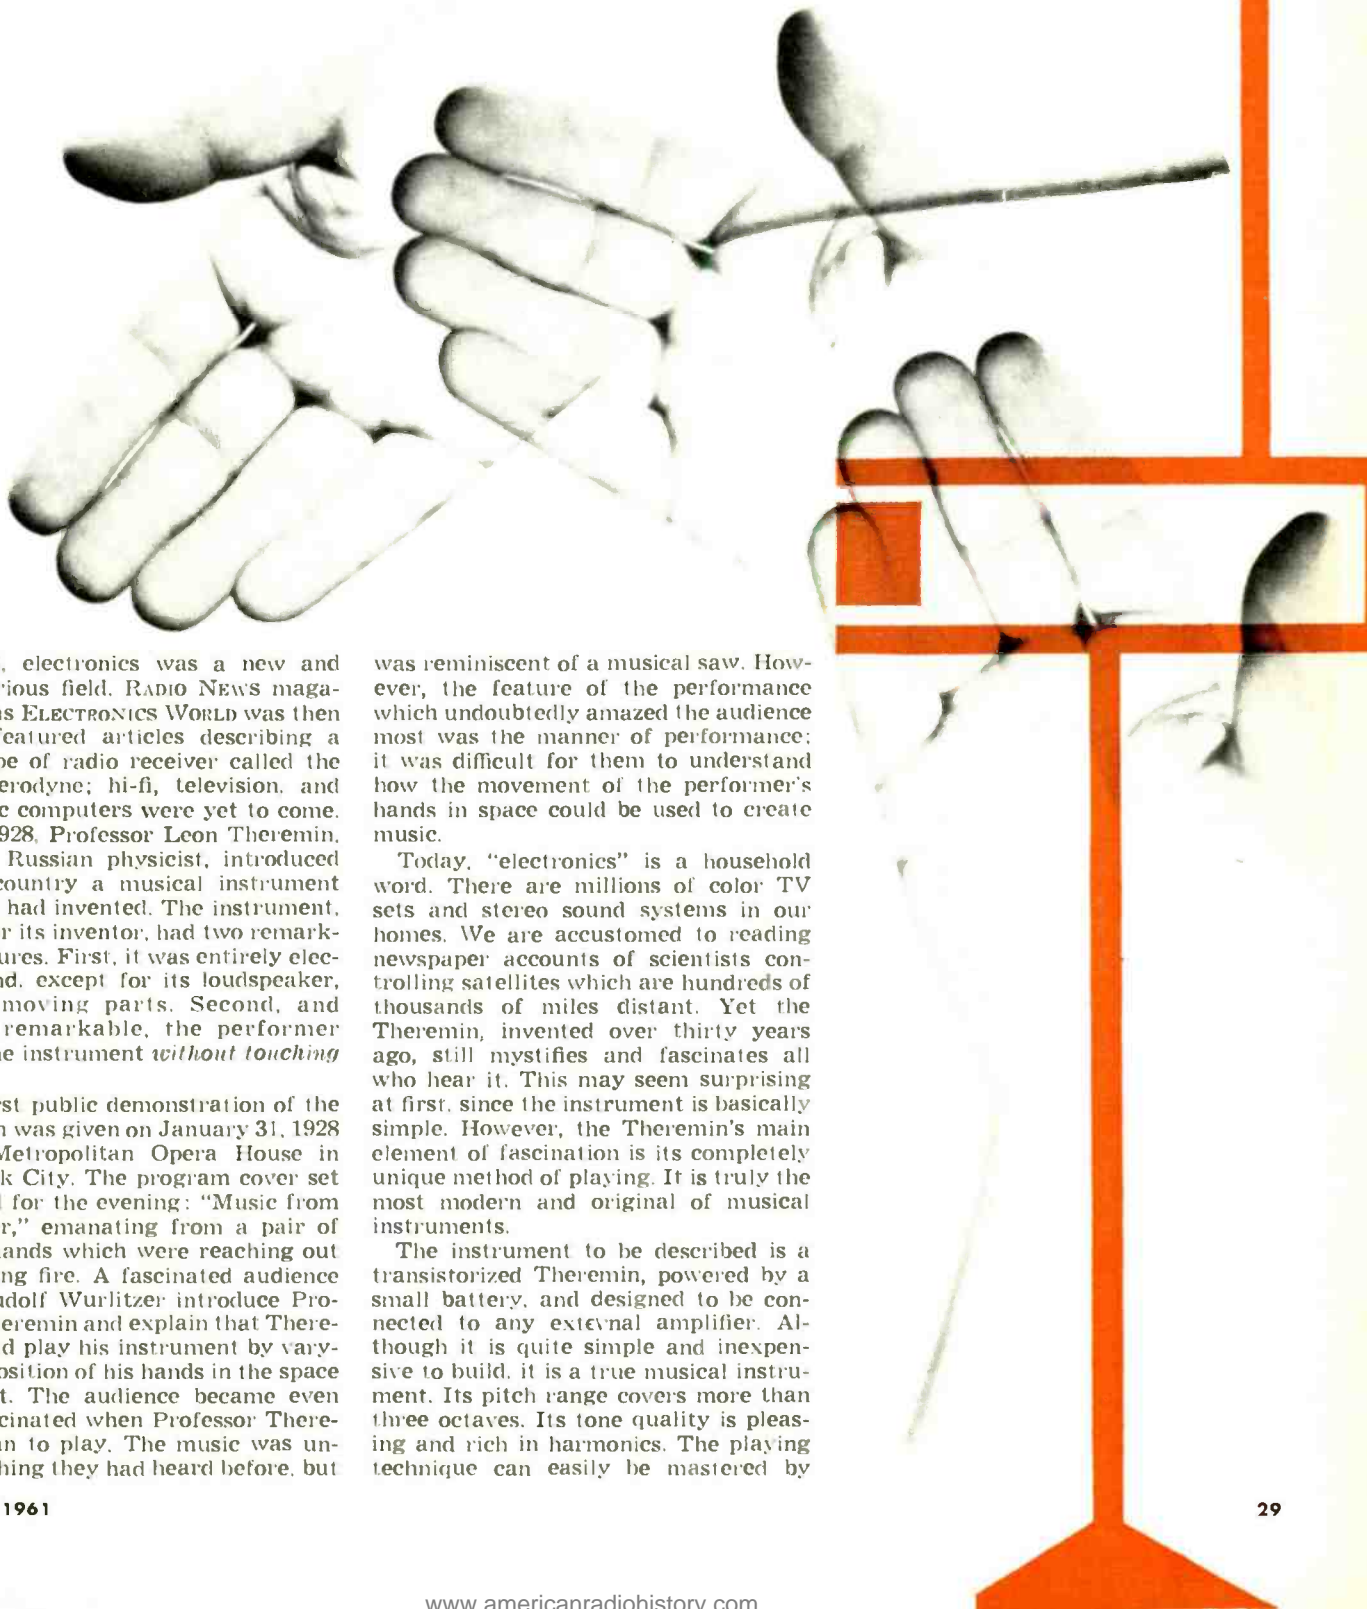 , electronics was a new and
rious field. RADIO NEWS maga-
s ELECTRONICS WORLD was then
eatured articles describing a
pe of radio receiver called the
erodyne; hi-fi, television, and
c computers were yet to come.
928, Professor Leon Theremin,
Russian physicist, introduced
country a musical instrument
had invented. The instrument,
r its inventor, had two remark-
ures. First, it was entirely elec-
nd, except for its loudspeaker,
moving parts. Second, and
remarkable, the performer
e instrument without touching
rst public demonstration of the
n was given on January 31, 1928
Metropolitan Opera House in
k City. The program cover set
l for the evening: "Music from
r," emanating from a pair of
ands which were reaching out
ng fire. A fascinated audience
udolf Wurlitzer introduce Pro-
eremin and explain that There-
d play his instrument by vary-
osition of his hands in the space
t. The audience became even
cinated when Professor There-
an to play. The music was un-
hing they had heard before, but
was reminiscent of a musical saw. How-
ever, the feature of the performance
which undoubtedly amazed the audience
most was the manner of performance;
it was difficult for them to understand
how the movement of the performer's
hands in space could be used to create
music.
Today, "electronics" is a household
word. There are millions of color TV
sets and stereo sound systems in our
homes. We are accustomed to reading
newspaper accounts of scientists con-
trolling satellites which are hundreds of
thousands of miles distant. Yet the
Theremin, invented over thirty years
ago, still mystifies and fascinates all
who hear it. This may seem surprising
at first, since the instrument is basically
simple. However, the Theremin's main
element of fascination is its completely
unique method of playing. It is truly the
most modern and original of musical
instruments.
The instrument to be described is a
transistorized Theremin, powered by a
small battery, and designed to be con-
nected to any external amplifier. Al-
though it is quite simple and inexpen-
sive to build, it is a true musical instru-
ment. Its pitch range covers more than
three octaves. Its tone quality is pleas-
ing and rich in harmonics. The playing
technique can easily be mastered by
1961
29
www.americanradiohistory.com